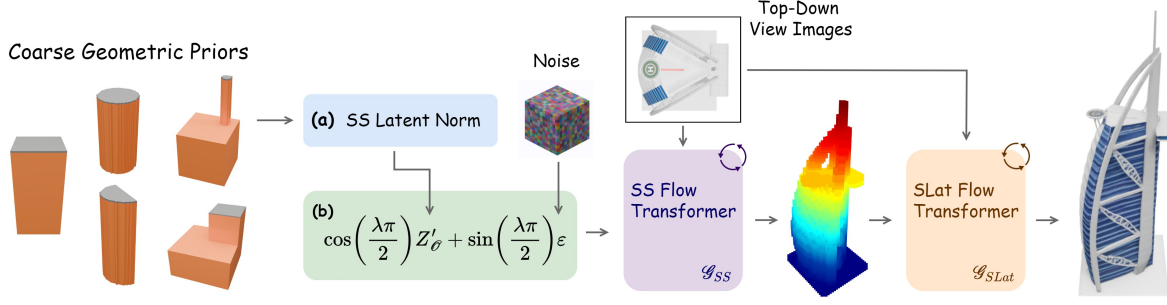 Coarse Geometric Priors
(a) SS Latent Norm
Noise
(b)
cos(λπ/2) Z'_𝒪 + sin(λπ/2) ε
Top-Down
View Images
H
SS Flow
Transformer
𝒢_SS
SLat Flow
Transformer
𝒢_SLat